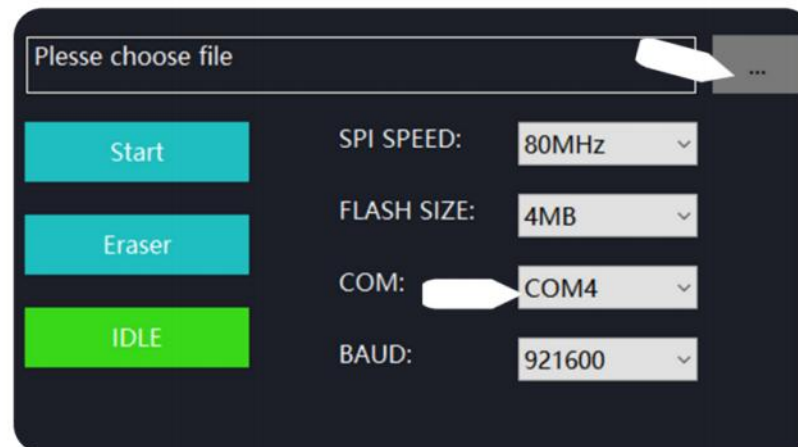 Plesse choose file
...
Start
SPI SPEED:
80MHz
FLASH SIZE:
4MB
Eraser
COM:
COM4
IDLE
BAUD:
921600